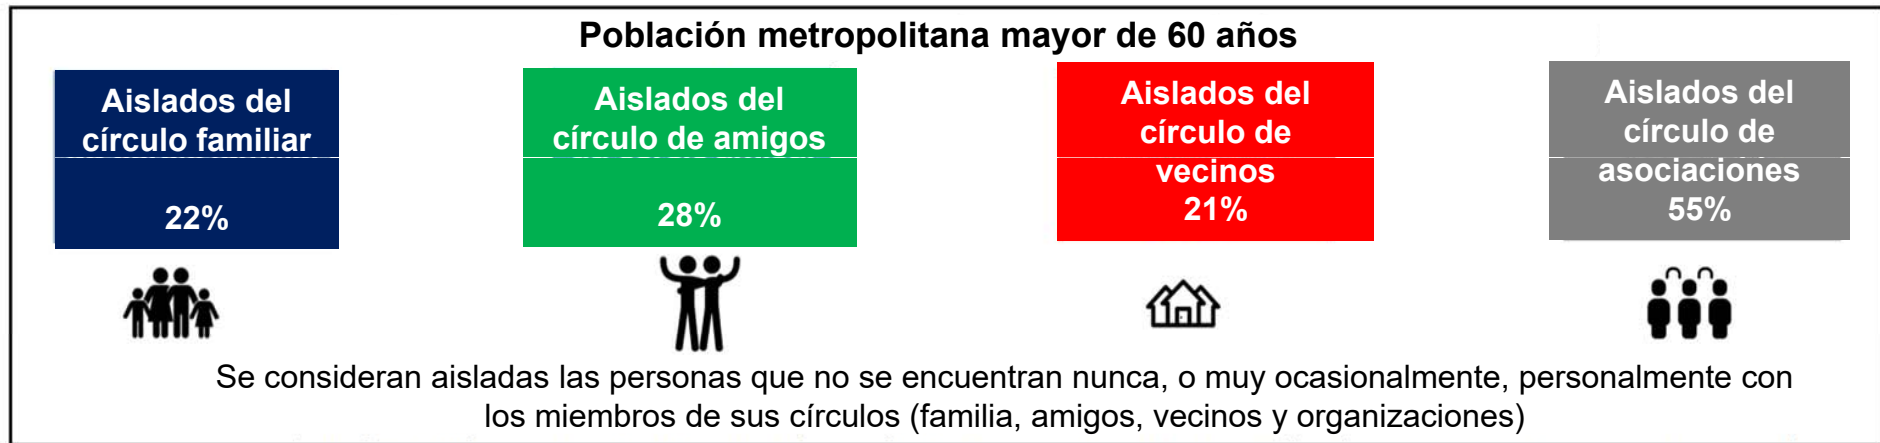 Población metropolitana mayor de 60 años
Aislados del
círculo familiar
22%
Aislados del
círculo de amigos
28%
Aislados del
círculo de
vecinos
21%
Aislados del
círculo de
asociaciones
55%
Se consideran aisladas las personas que no se encuentran nunca, o muy ocasionalmente, personalmente con
los miembros de sus círculos (familia, amigos, vecinos y organizaciones)